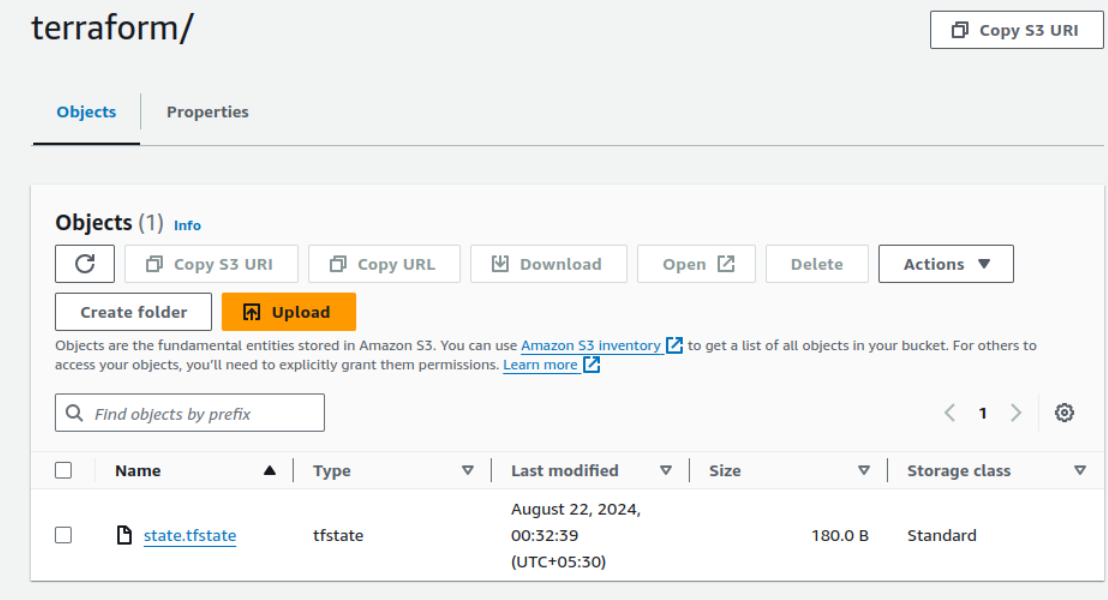 terraform/
Copy S3 URI
Objects
Properties
Objects (1) Info
Copy S3 URI
Copy URL
Download
Open
Delete
Actions
Create folder
Upload
Objects are the fundamental entities stored in Amazon S3. You can use Amazon S3 inventory to get a list of all objects in your bucket. For others to
access your objects, you'll need to explicitly grant them permissions. Learn more
Find objects by prefix
1
Name
Type
Last modified
Size
Storage class
state.tfstate
tfstate
August 22, 2024,
00:32:39
(UTC+05:30)
180.0 B
Standard